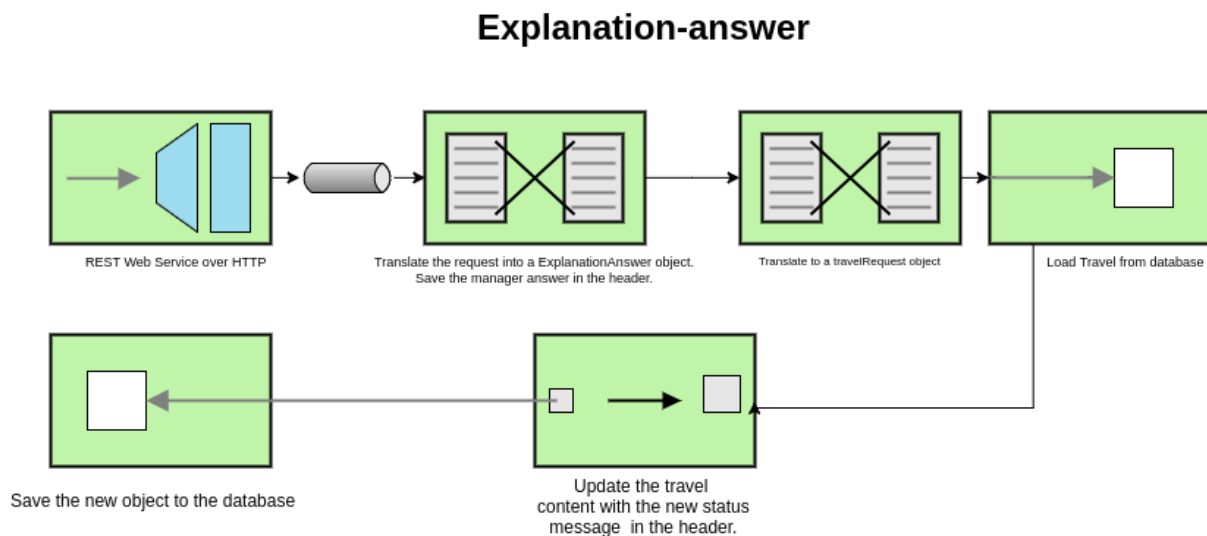 Explanation-answer
REST Web Service over HTTP
Translate the request into a ExplanationAnswer object.
Save the manager answer in the header.
Translate to a travelRequest object
Load Travel from database
Save the new object to the database
Update the travel
content with the new status
message  in the header.